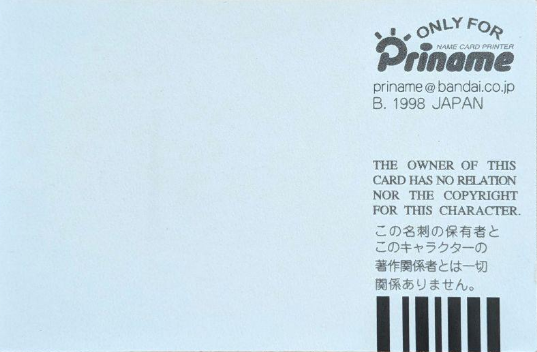 ONLY FOR
NAME CARD PRINTER
Priname
priname@bandai.co.jp
B. 1998 JAPAN
THE OWNER OF THIS
CARD HAS NO RELATION
NOR THE COPYRIGHT
FOR THIS CHARACTER.
この名刺の保有者と
このキャラクターの
著作関係者とは一切
関係ありません。